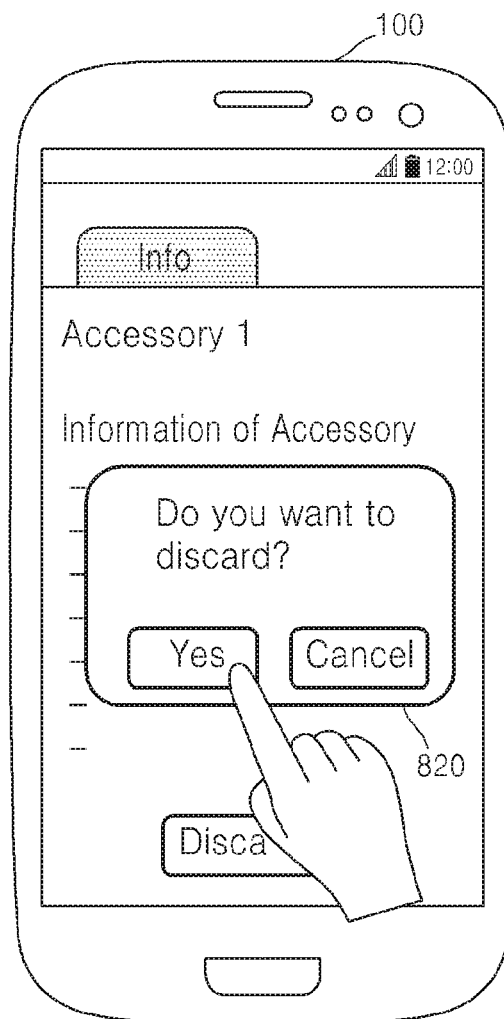 100
12:00
Info
Accessory 1
Information of Accessory
Do you want to
discard?
Yes
Cancel
820
Disca